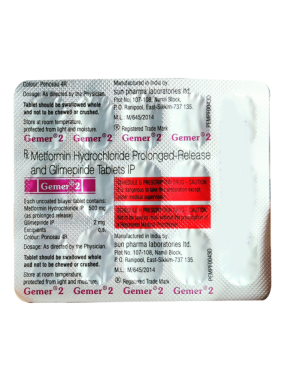 Colour: Ponceau 4R
Dosage: As directed by the Physician.
Tablet should be swallowed whole
and not to be chewed or crushed.
Store at room temperature,
protected from light and moisture.
Manufactured in India by:
sun pharma laboratories ltd.
Plot No. 107-108, Namli Block,
P.O. Ranipool, East-Sikkim-737 135.
M.L. M/645/2014
® Registered Trade Mark
Gemer® 2 Gemer® 2 Gemer® 2 Gemer® 2
Rx Metformin Hydrochloride Prolonged-Release
and Glimepiride Tablets IP
Gemer® 2
Each uncoated bilayer tablet contains:
Metformin Hydrochloride IP 500 mg
(as prolonged release)
Glimepiride IP 2 mg
Excipients q.s.
Colour: Ponceau 4R
Dosage: As directed by the Physician.
Tablet should be swallowed whole
and not to be chewed or crushed.
Store at room temperature,
protected from light and moisture.
SCHEDULE G PRESCRIPTION DRUG - CAUTION
Manufactured in India by:
sun pharma laboratories ltd.
Plot No. 107-108, Namli Block,
P.O. Ranipool, East-Sikkim-737 135.
M.L. M/645/2014
® Registered Trade Mark
Gemer® 2 Gemer® 2 Gemer® 2 Gemer® 2